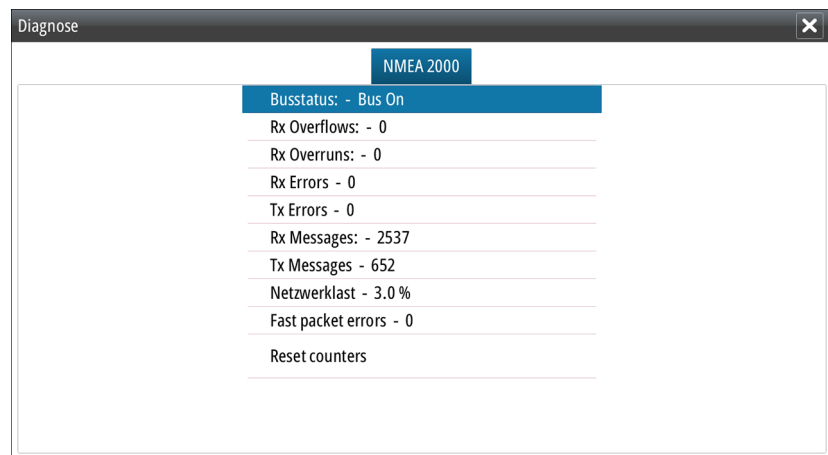 Diagnose
NMEA 2000
Busstatus: - Bus On
Rx Overflows: - 0
Rx Overruns: - 0
Rx Errors - 0
Tx Errors - 0
Rx Messages: - 2537
Tx Messages - 652
Netzwerklast - 3.0 %
Fast packet errors - 0
Reset counters